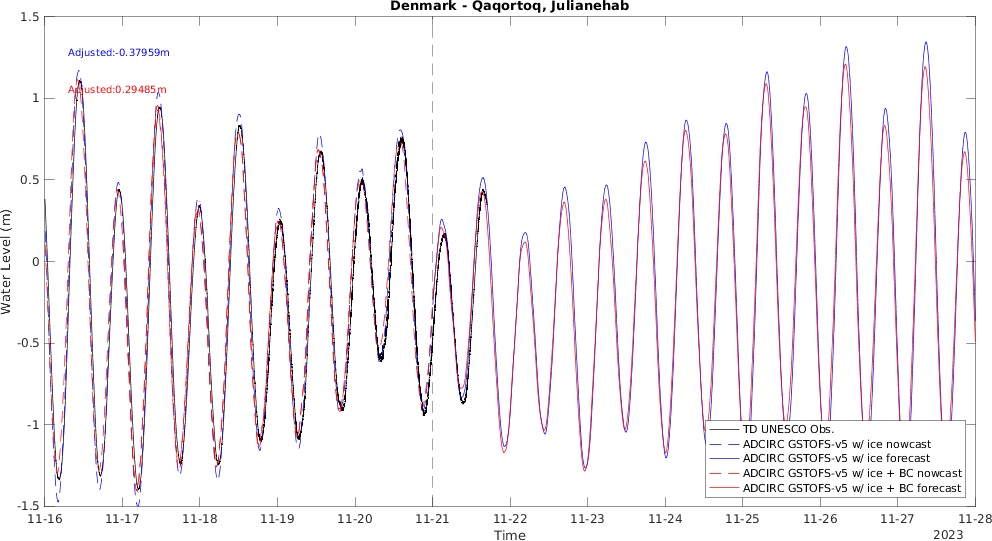 Denmark - Qaqortoq, Julianehab
Adjusted:-0.37959m
Adjusted:0.29485m
Water Level (m)
1.5
1
0.5
0
-0.5
-1
-1.5
TD UNESCO Obs.
ADCIRC GSTOFS-v5 w/ ice nowcast
ADCIRC GSTOFS-v5 w/ ice forecast
ADCIRC GSTOFS-v5 w/ ice + BC nowcast
ADCIRC GSTOFS-v5 w/ ice + BC forecast
11-16 11-17 11-18 11-19 11-20 11-21 11-22 11-23 11-24 11-25 11-26 11-27 11-28
Time
2023